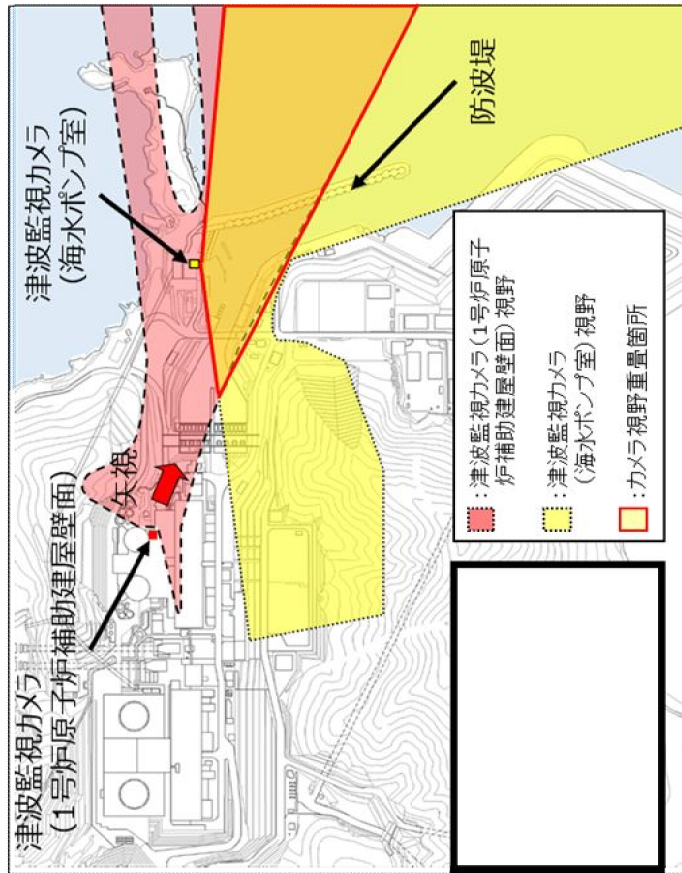 津波監視カメラ
(1号炉原子炉補助建屋壁面)
矢視
津波監視カメラ
(海水ポンプ室)
防波堤
：津波監視カメラ(1号炉原子
炉補助建屋壁面)視野
：津波監視カメラ
(海水ポンプ室)視野
：カメラ視野重畳箇所